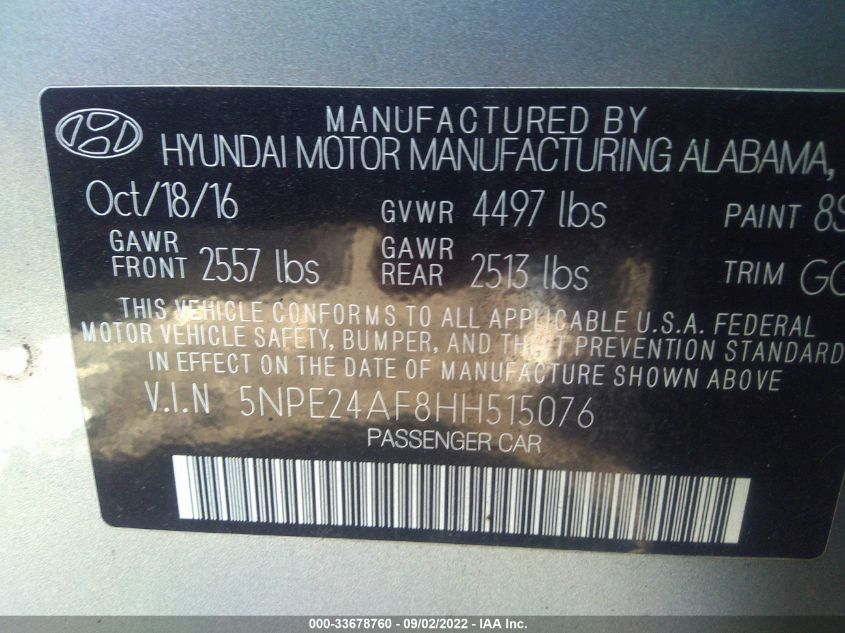 MANUFACTURED BY
HYUNDAI MOTOR MANUFACTURING ALABAMA,
Oct/18/16 GVWR 4497 lbs PAINT
GAWR FRONT 2557 lbs GAWR REAR 2513 lbs TRIM
THIS VEHICLE CONFORMS TO ALL APPLICABLE U.S.A. FEDERAL
MOTOR VEHICLE SAFETY, BUMPER, AND THEFT PREVENTION STANDARD
IN EFFECT ON THE DATE OF MANUFACTURE SHOWN ABOVE
V.I.N 5NPE24AF8HH515076
PASSENGER CAR
000-33678760 - 09/02/2022 - IAA Inc.